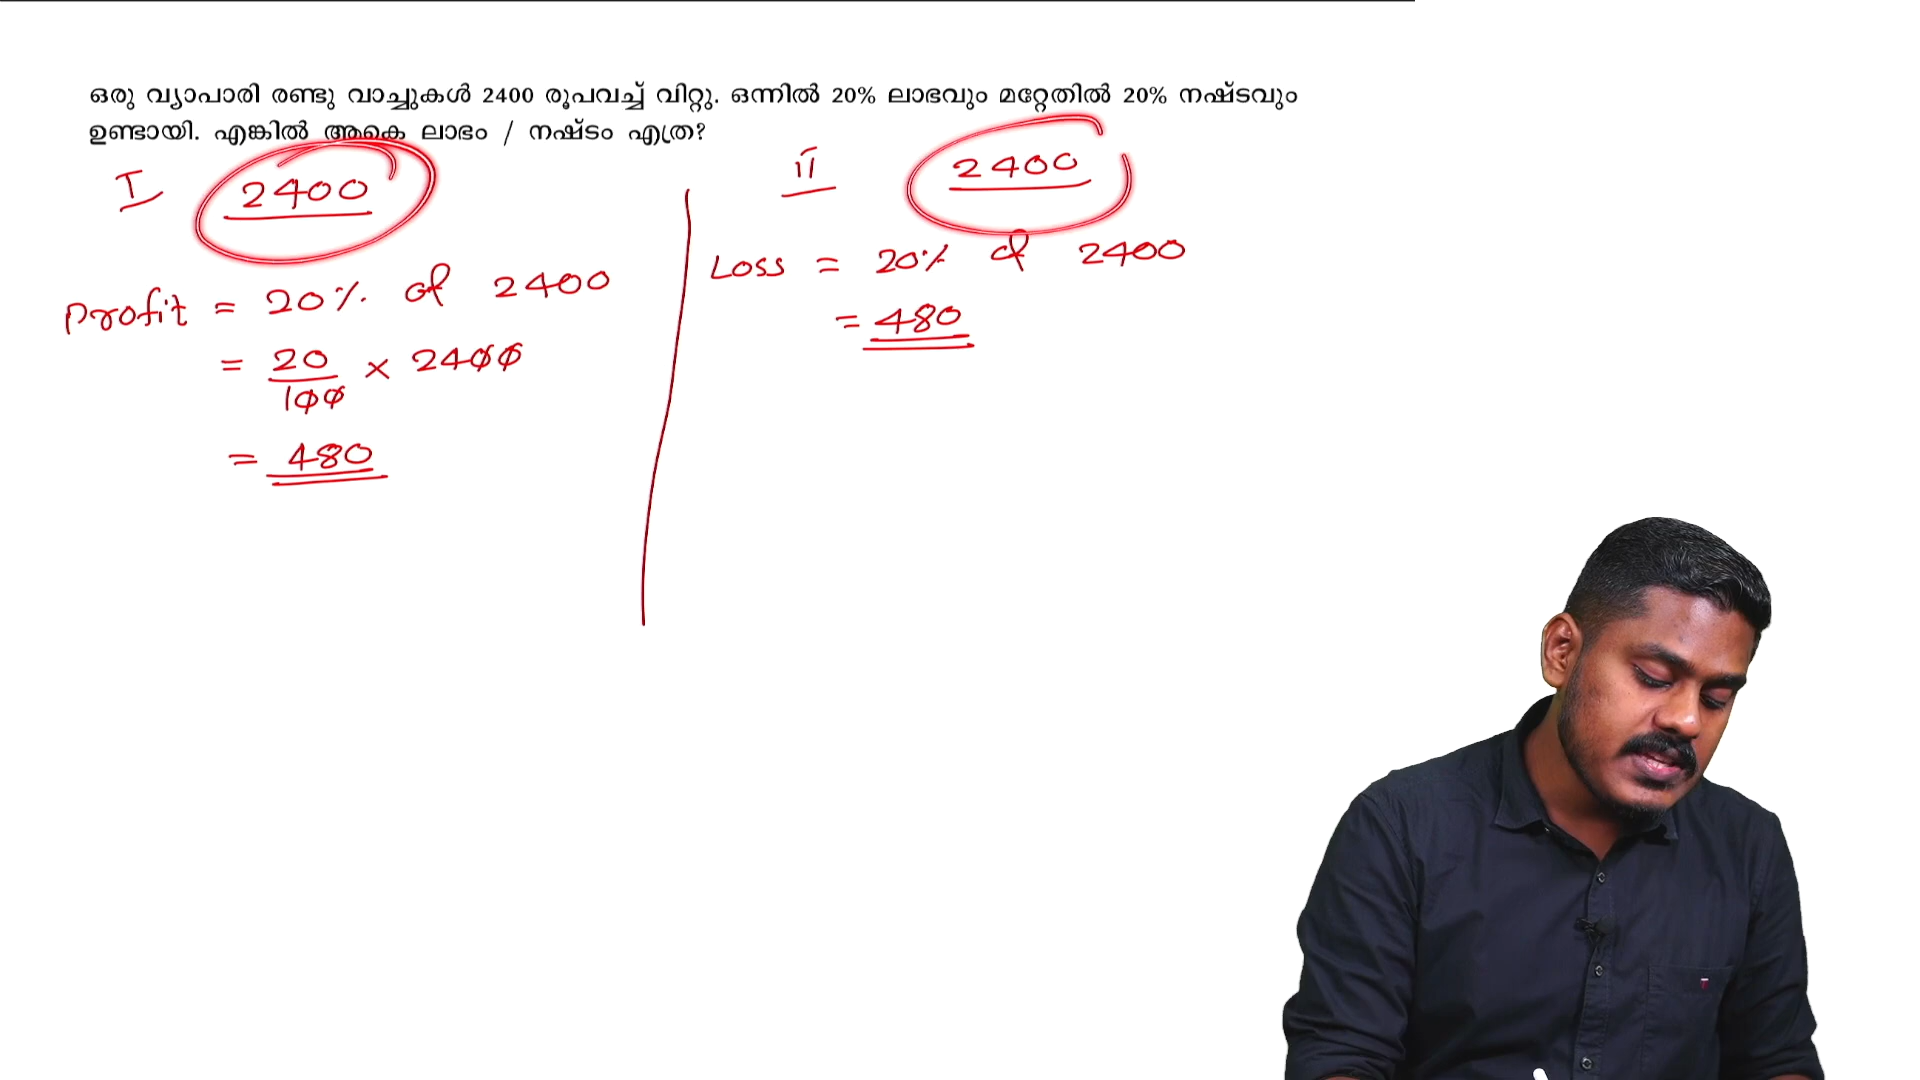 ഒരു വ്യാപാരി രണ്ടു വാച്ചുകൾ 2400 രൂപവച്ച് വിറ്റു. ഒന്നിൽ 20% ലാഭവും മറ്റേതിൽ 20% നഷ്ടവും
ഉണ്ടായി. എങ്കിൽ ആകെ ലാഭം / നഷ്ടം എത്ര?
I 2400
Profit = 20% of 2400
= 20/100 × 2400
= 480
ii 2400
Loss = 20% of 2400
= 480